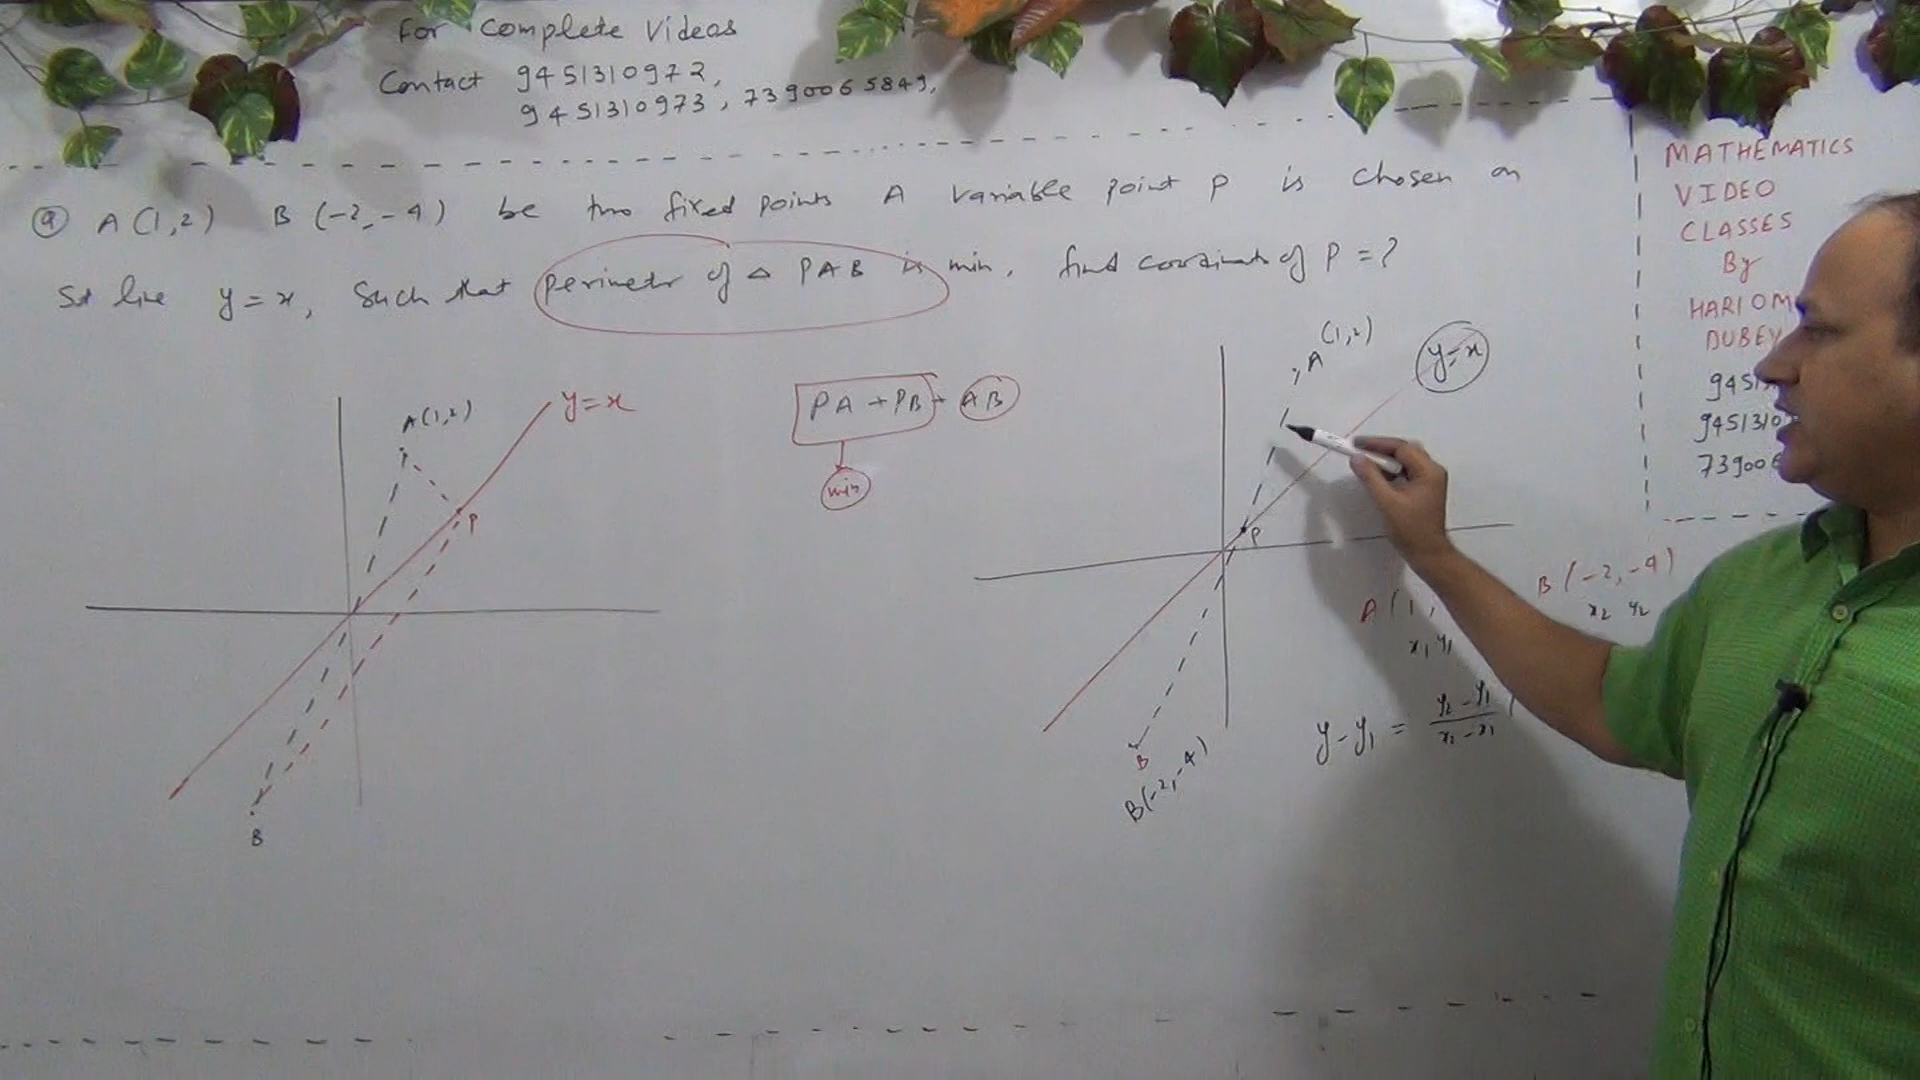 For Complete Videos
Contact 9451310972,
9451310973, 7390065849,
Q A(1,2) B(-2,-4) be two fixed points A variable point P is chosen on
St line y=x, Such that perimeter of △ PAB is min, find coordinate of P = ?
MATHEMATICS
VIDEO
CLASSES
By
HARIOM
DUBEY
9451
9451310
739006
A(1,2)
y=x
P
B
PA + PB + AB
min
A(1,2)
y=x
P
B
B(-2,-4)
A(1,
x1 y1
B(-2,-4)
x2 y2
y-y1 = y2-y1/x2-x1